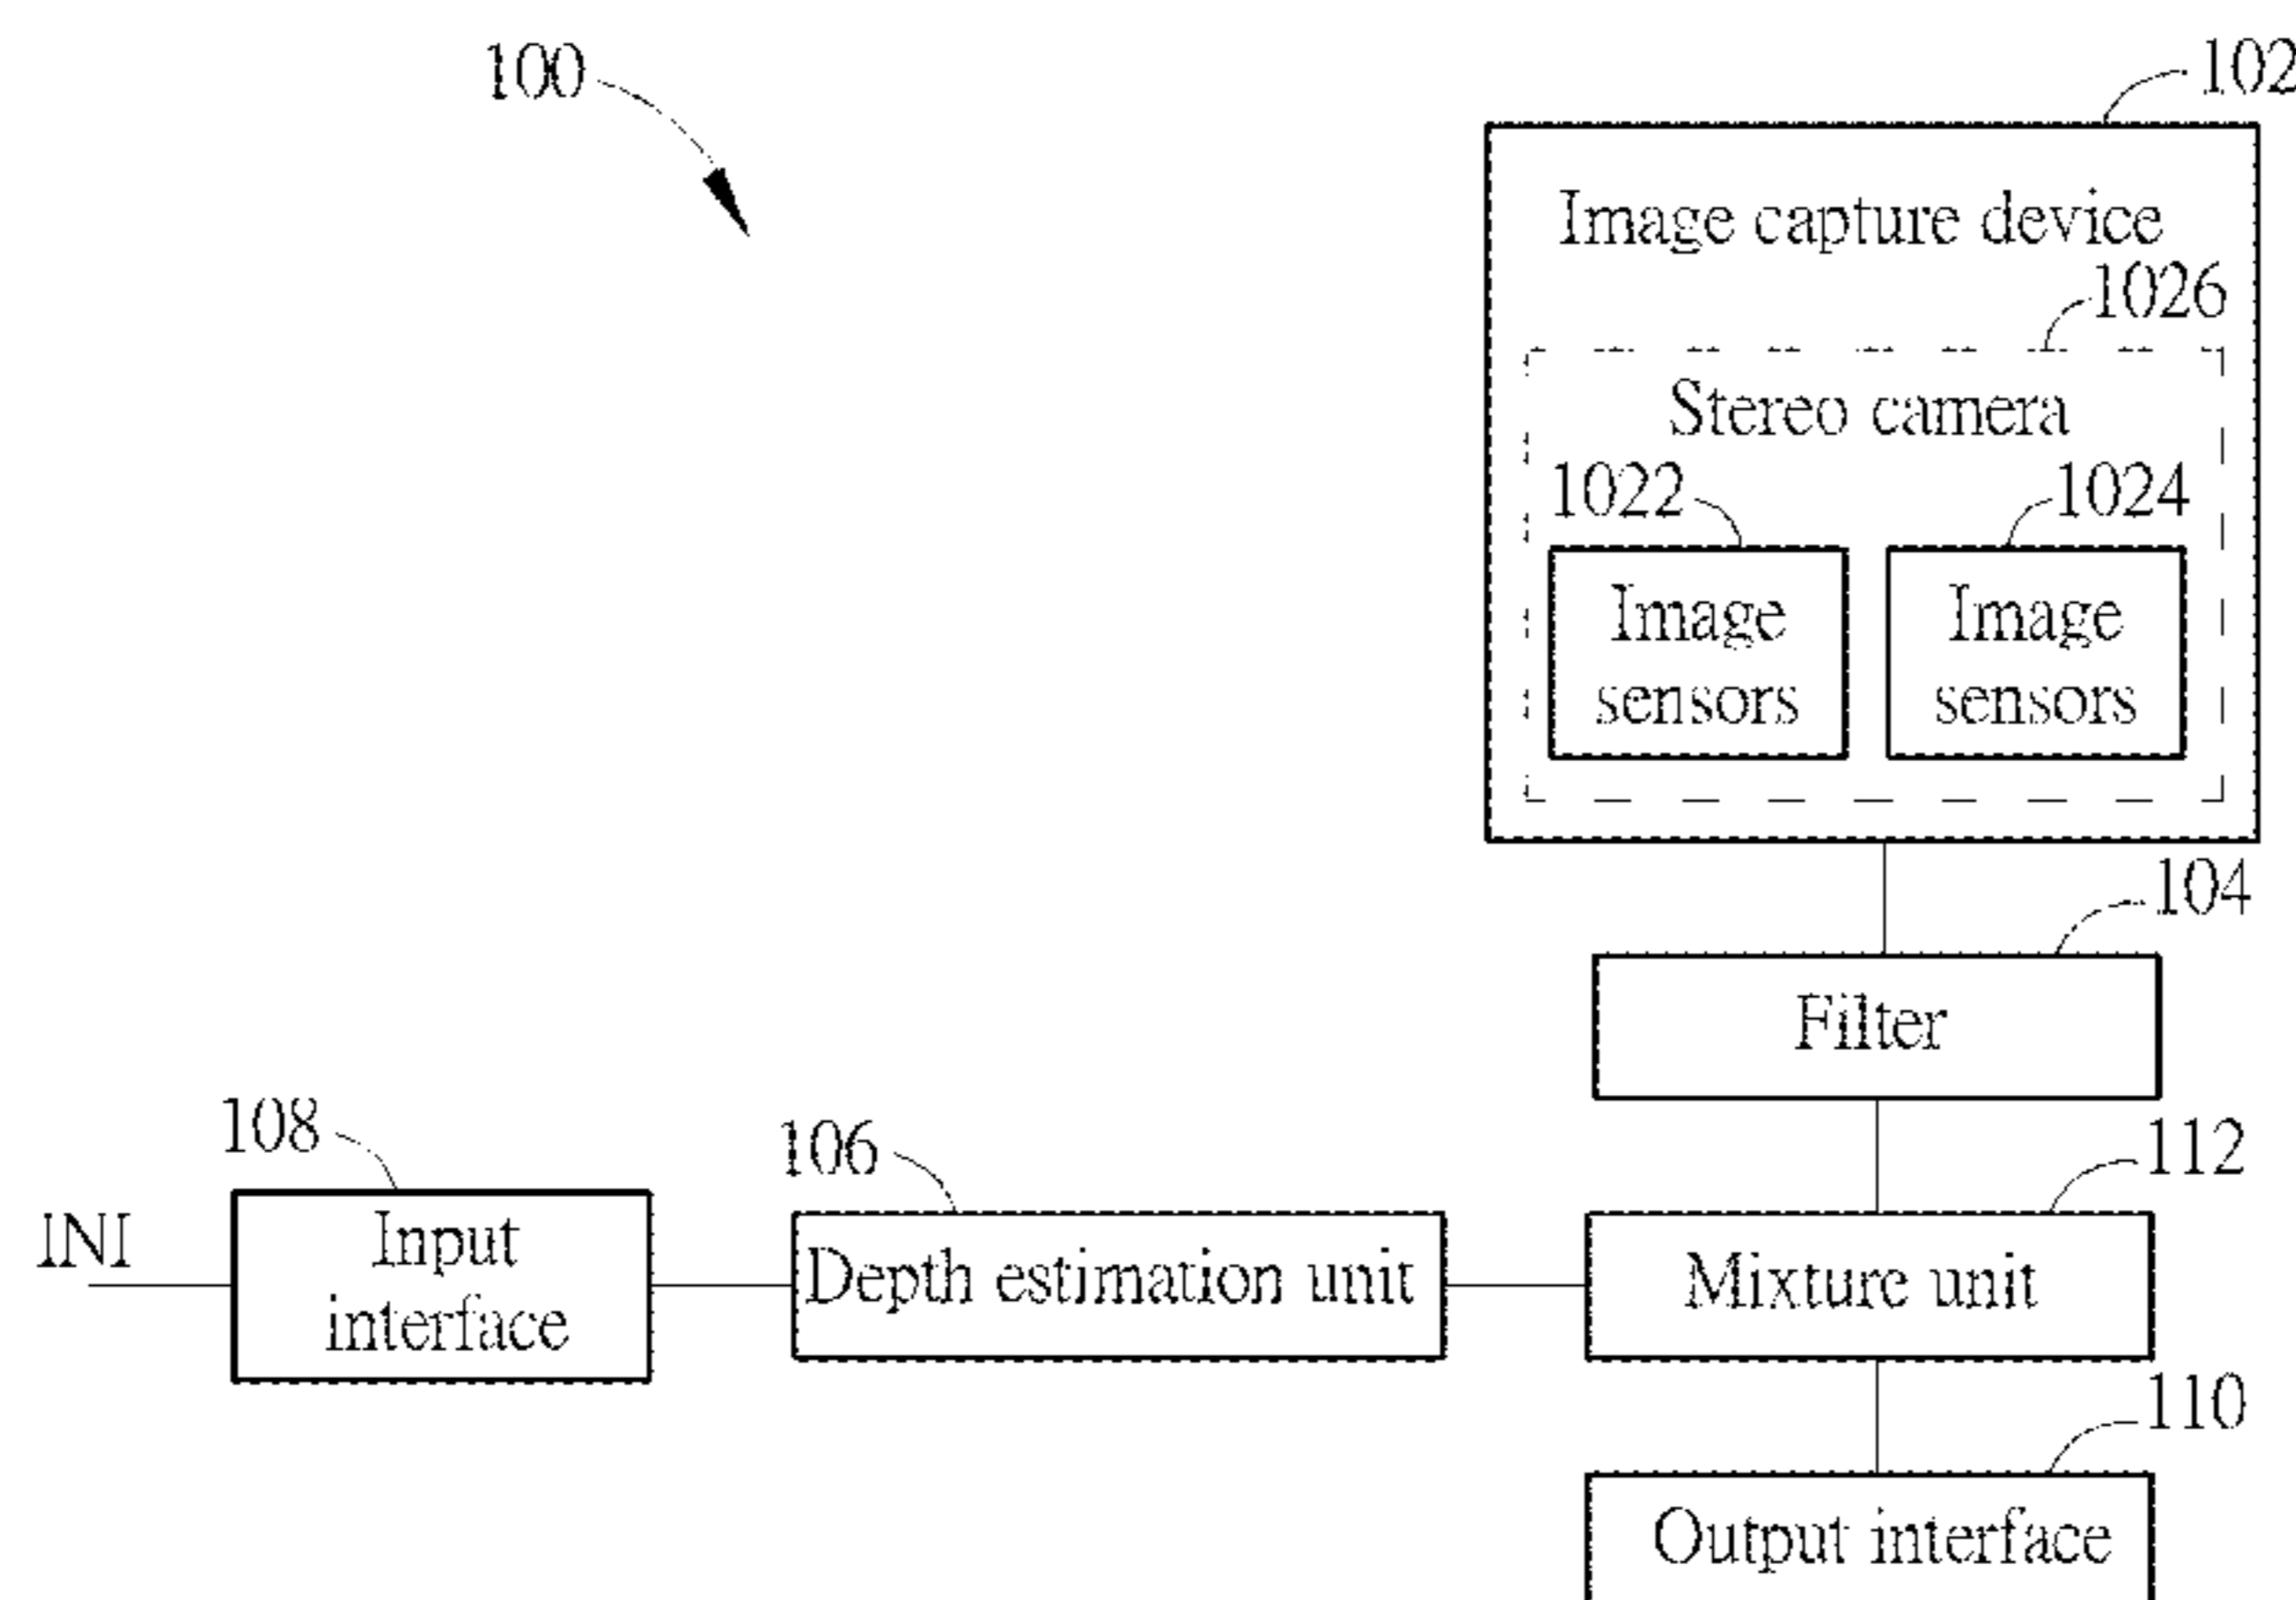 100
102
Image capture device
1026
Stereo camera
1022
1024
Image
sensors
Image
sensors
104
Filter
108
106
112
INI
Input
interface
Depth estimation unit
Mixture unit
110
Output interface